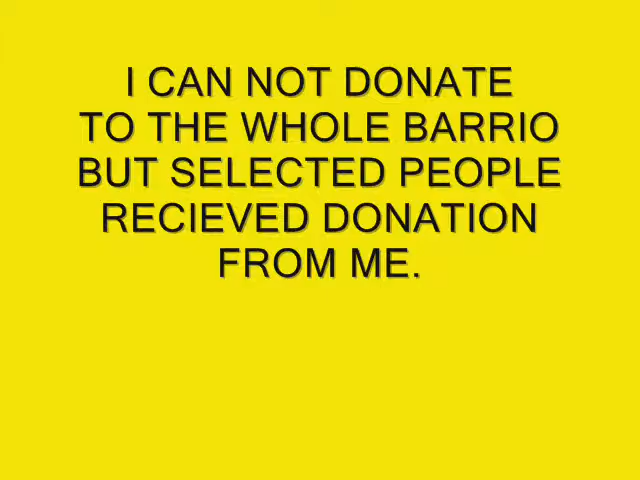 I CAN NOT DONATE
TO THE WHOLE BARRIO
BUT SELECTED PEOPLE
RECIEVED DONATION
FROM ME.